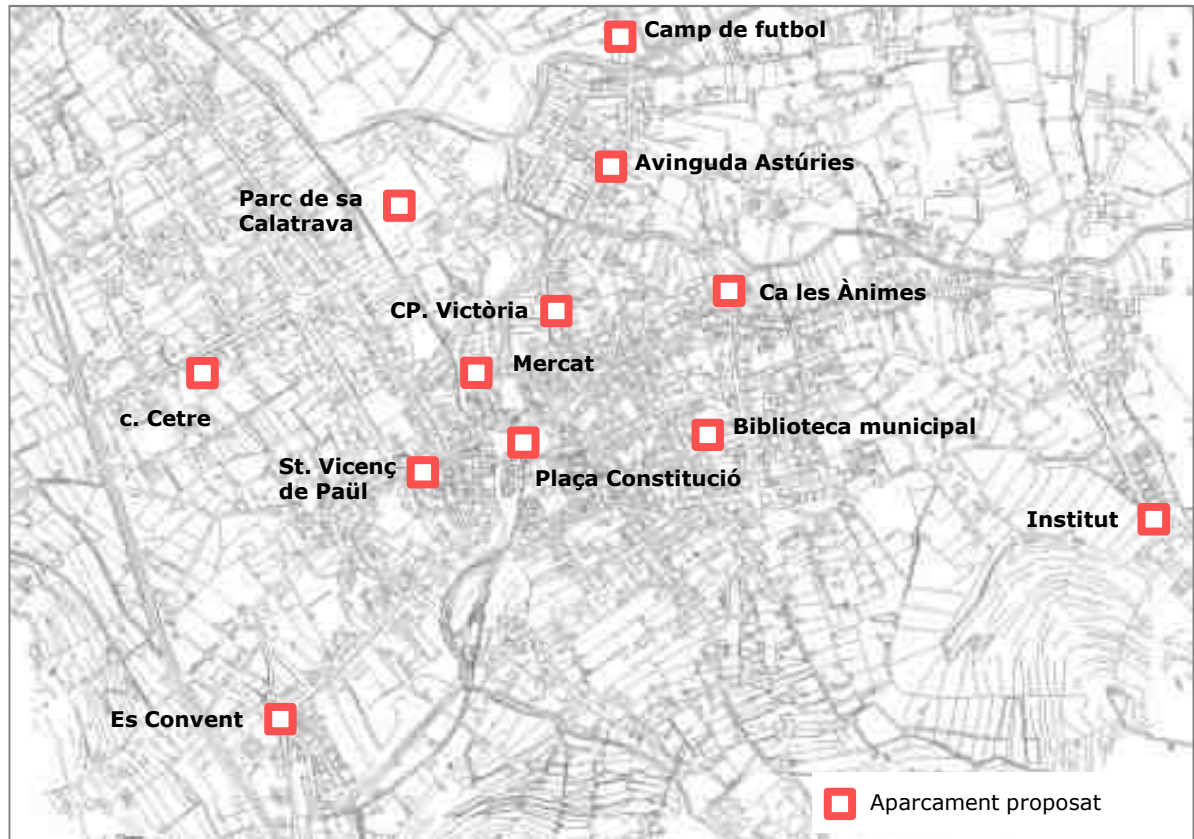 Camp de futbol
Avinguda Astúries
Parc de sa
Calatrava
Ca les Ànimes
CP. Victòria
Mercat
c. Cetre
Biblioteca municipal
St. Vicenç
de Paül
Plaça Constitució
Institut
Es Convent
Aparcament proposat